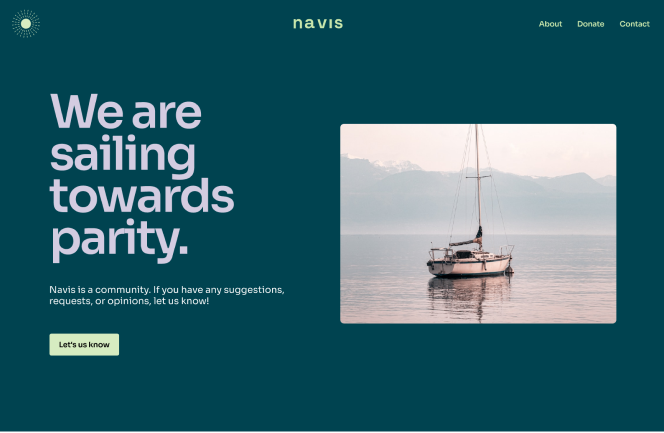 navis
About
Donate
Contact
We are
sailing
towards
parity.
Navis is a community. If you have any suggestions,
requests, or opinions, let us know!
Let's us know